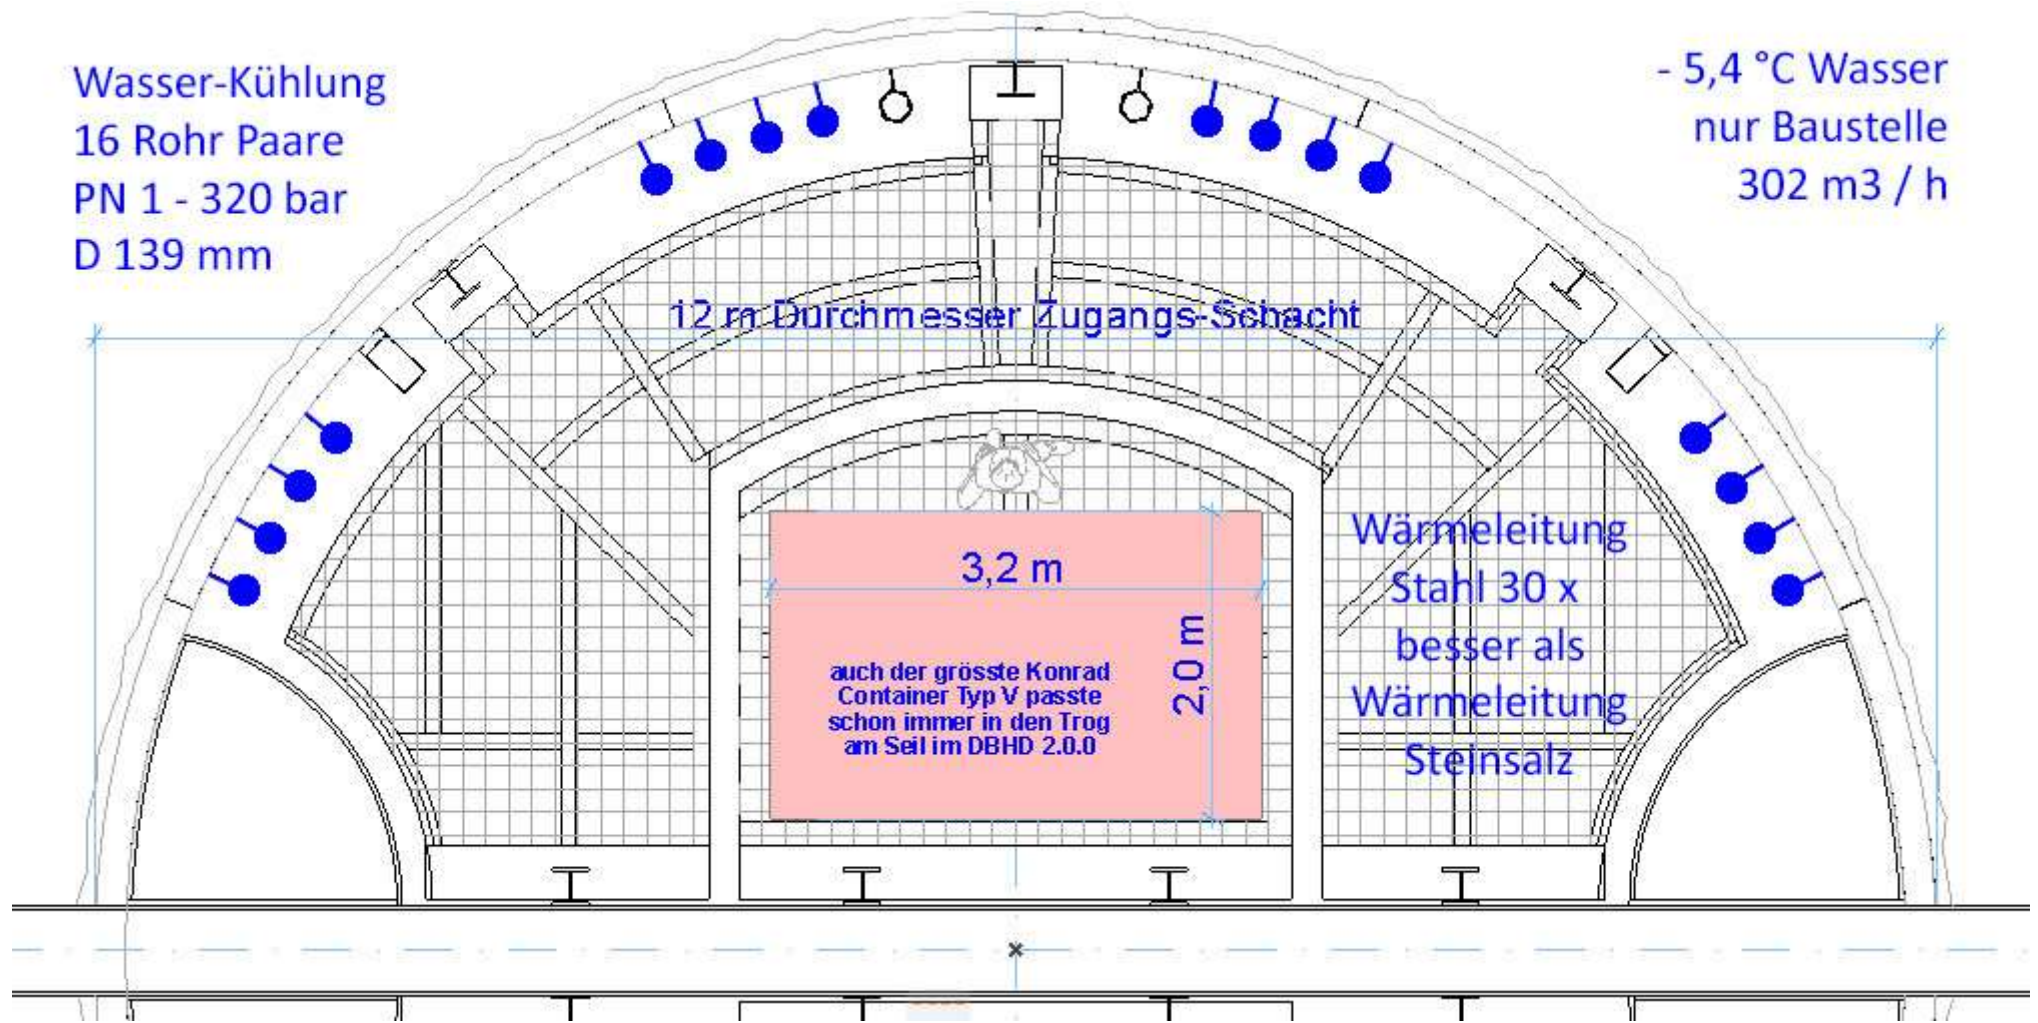 Wasser-Kühlung
16 Rohr Paare
PN 1 - 320 bar
D 139 mm
- 5,4 °C Wasser
nur Baustelle
302 m3 / h
12 m Durchmesser Zugangs-Schacht
3,2 m
2,0 m
auch der grösste Konrad
Container Typ V passte
schon immer in den Trog
am Seil im DBHD 2.0.0
Wärmeleitung
Stahl 30 x
besser als
Wärmeleitung
Steinsalz